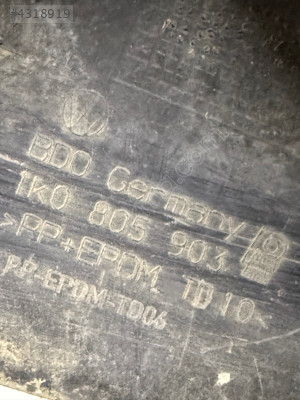 #4318919
BDO Germany
1K0 805 903
>PP+EPDM TD10<
PP-EPDM-TD06